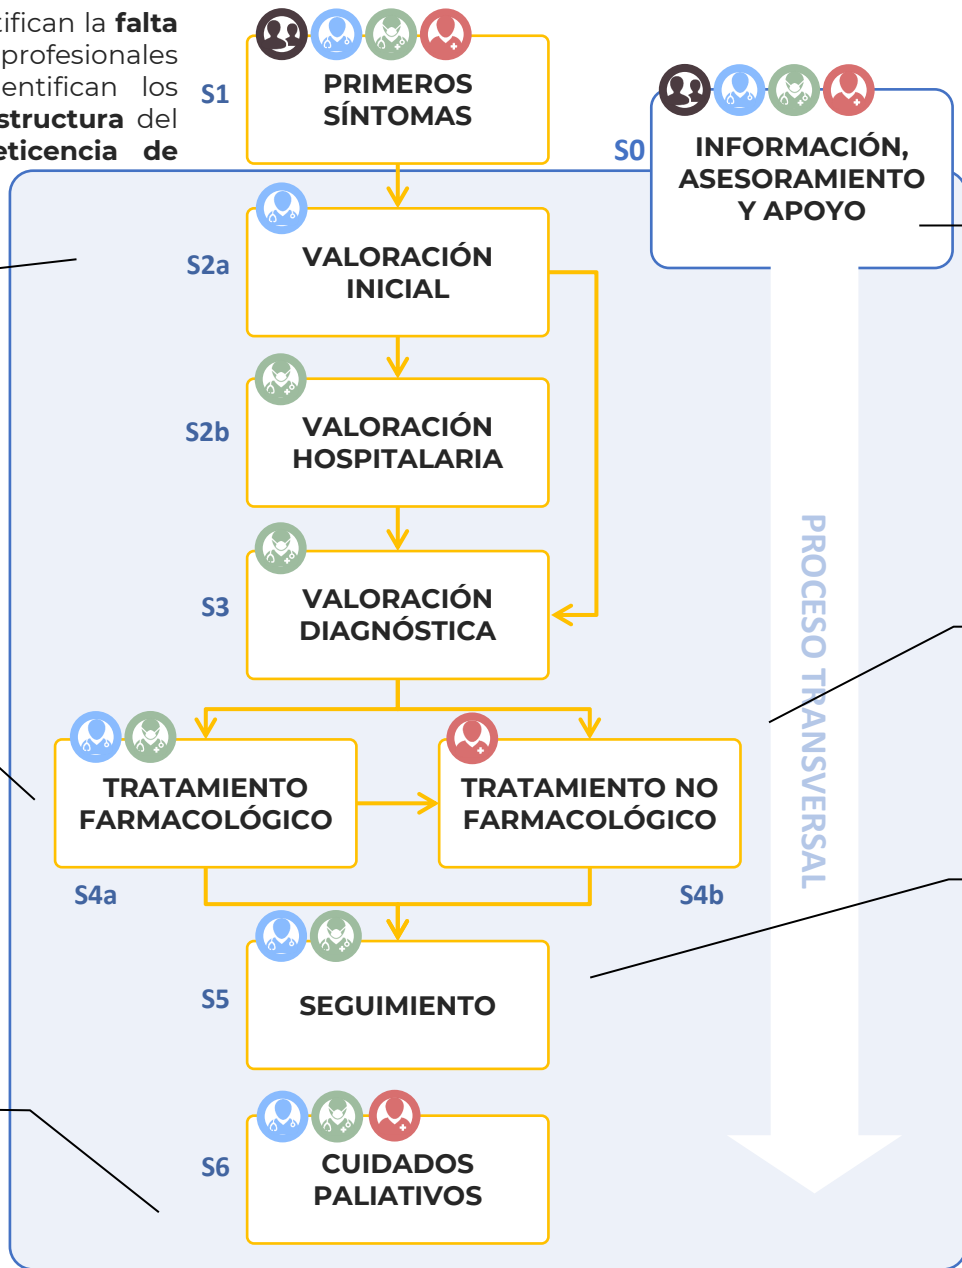 tifican la falta
profesionales
entifican los
structura del
eticencia de
S1
PRIMEROS
SÍNTOMAS
S0
INFORMACIÓN,
ASESORAMIENTO
Y APOYO
S2a
VALORACIÓN
INICIAL
S2b
VALORACIÓN
HOSPITALARIA
S3
VALORACIÓN
DIAGNÓSTICA
PROCESO TRANSVERSAL
TRATAMIENTO
FARMACOLÓGICO
TRATAMIENTO NO
FARMACOLÓGICO
S4a
S4b
S5
SEGUIMIENTO
S6
CUIDADOS
PALIATIVOS